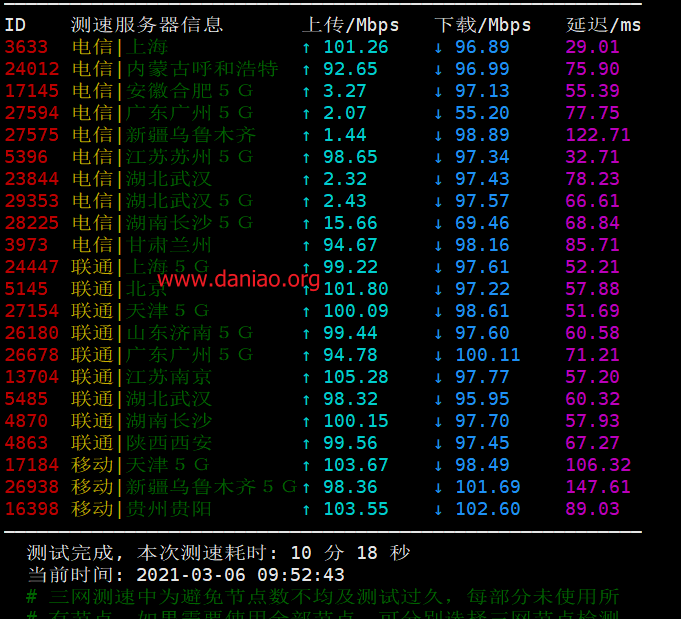 ID 测速服务器信息 上传/Mbps 下载/Mbps 延迟/ms
3633 电信|上海 ↑ 101.26 ↓ 96.89 29.01
24012 电信|内蒙古呼和浩特 ↑ 92.65 ↓ 96.99 75.90
17145 电信|安徽合肥５Ｇ ↑ 3.27 ↓ 97.13 55.39
27594 电信|广东广州５Ｇ ↑ 2.07 ↓ 55.20 77.75
27575 电信|新疆乌鲁木齐 ↑ 1.44 ↓ 98.89 122.71
5396 电信|江苏苏州５Ｇ ↑ 98.65 ↓ 97.34 32.71
23844 电信|湖北武汉 ↑ 2.32 ↓ 97.43 78.23
29353 电信|湖北武汉５Ｇ ↑ 2.43 ↓ 97.57 66.61
28225 电信|湖南长沙５Ｇ ↑ 15.66 ↓ 69.46 68.84
3973 电信|甘肃兰州 ↑ 94.67 ↓ 98.16 85.71
24447 联通|上海５Ｇ ↑ 99.22 ↓ 97.61 52.21
www.daniao.org
5145 联通|北京 ↑ 101.80 ↓ 97.22 57.88
27154 联通|天津５Ｇ ↑ 100.09 ↓ 98.61 51.69
26180 联通|山东济南５Ｇ ↑ 99.44 ↓ 97.60 60.58
26678 联通|广东广州５Ｇ ↑ 94.78 ↓ 100.11 71.21
13704 联通|江苏南京 ↑ 105.28 ↓ 97.77 57.20
5485 联通|湖北武汉 ↑ 98.32 ↓ 95.95 60.32
4870 联通|湖南长沙 ↑ 100.15 ↓ 97.70 57.93
4863 联通|陕西西安 ↑ 99.56 ↓ 97.45 67.27
17184 移动|天津５Ｇ ↑ 103.67 ↓ 98.49 106.32
26938 移动|新疆乌鲁木齐５Ｇ ↑ 98.36 ↓ 101.69 147.61
16398 移动|贵州贵阳 ↑ 103.55 ↓ 102.60 89.03
测试完成, 本次测速耗时: 10 分 18 秒
当前时间: 2021-03-06 09:52:43
# 三网测速中为避免节点数不均及测试过久，每部分未使用所
# 有节点，如果需要使用全部节点，可分别选择三网节点检测